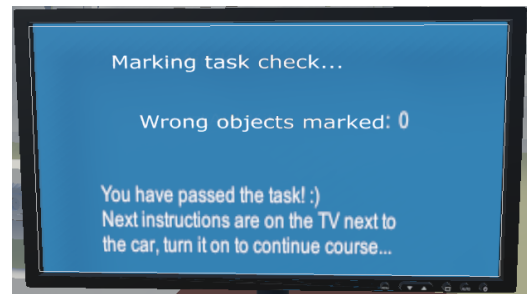 Marking task check...
Wrong objects marked: 0
You have passed the task! :)
Next instructions are on the TV next to
the car, turn it on to continue course...